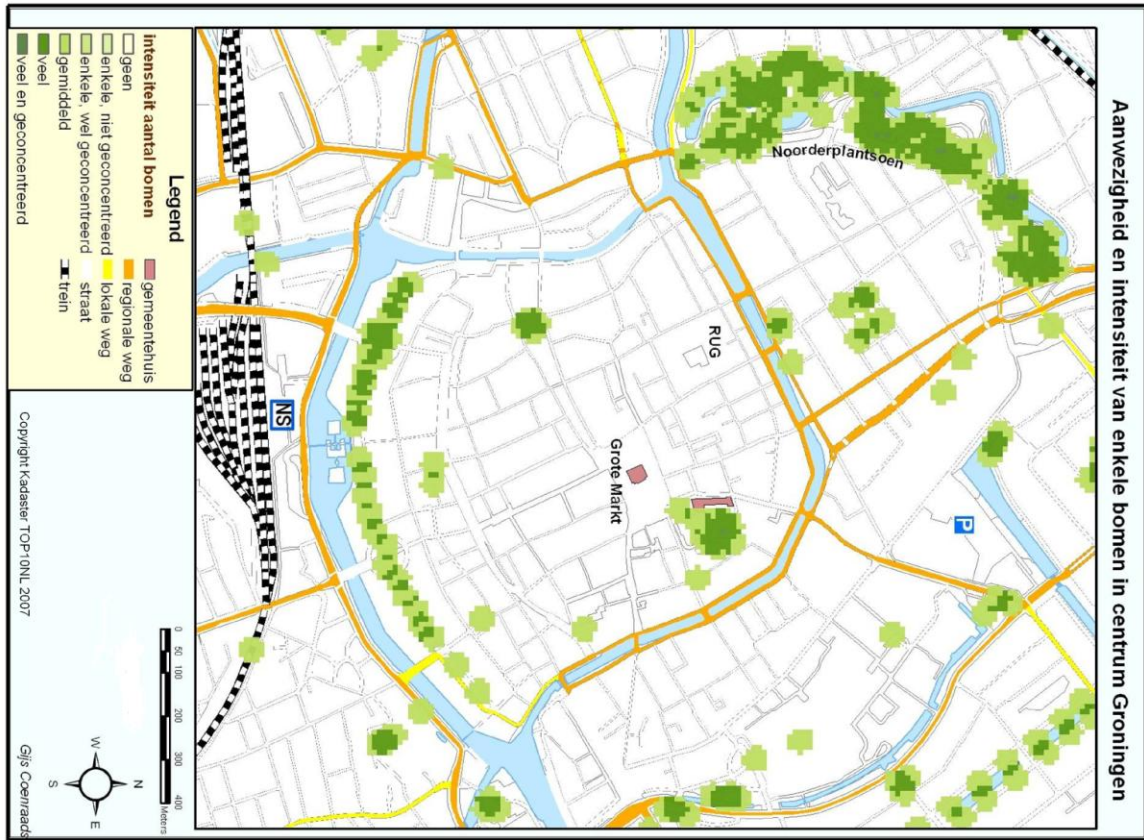 Aanwezigheid en intensiteit van enkele bomen in centrum Groningen
Noorderplantsoen
RUG
Grote Markt
P
NS
Legend
intensiteit aantal bomen
geen
enkele, niet geconcentreerd
enkele, wel geconcentreerd
gemiddeld
veel
veel en geconcentreerd
gemeentehuis
regionale weg
lokale weg
straat
trein
Copyright Kadaster TOP10NL 2007
0 50 100 200 300 400
Meters
N
W E
S
Gijs Coenraads